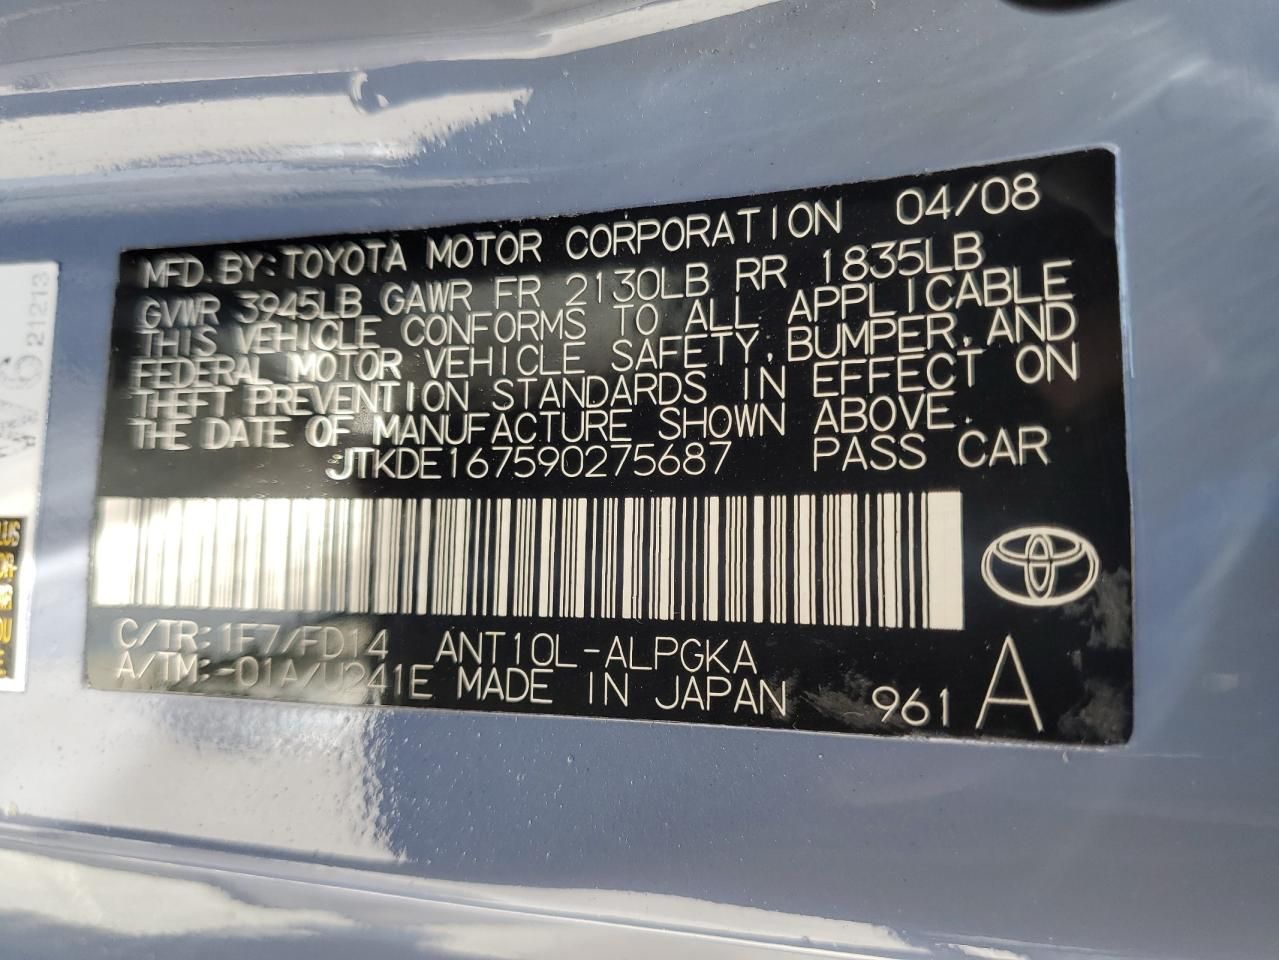 MFD.BY:TOYOTA MOTOR CORPORATION 04/08
GVWR 3945LB GAWR FR 2130LB RR 1835LB
THIS VEHICLE CONFORMS TO ALL APPLICABLE
FEDERAL MOTOR VEHICLE SAFETY,BUMPER,AND
THEFT PREVENTION STANDARDS IN EFFECT ON
THE DATE OF MANUFACTURE SHOWN ABOVE.
JTKDE167590275687 PASS CAR
C/TR:1F7/FD14 ANT10L-ALPGKA
A/TM:-01A/U241E MADE IN JAPAN 961 A
21213